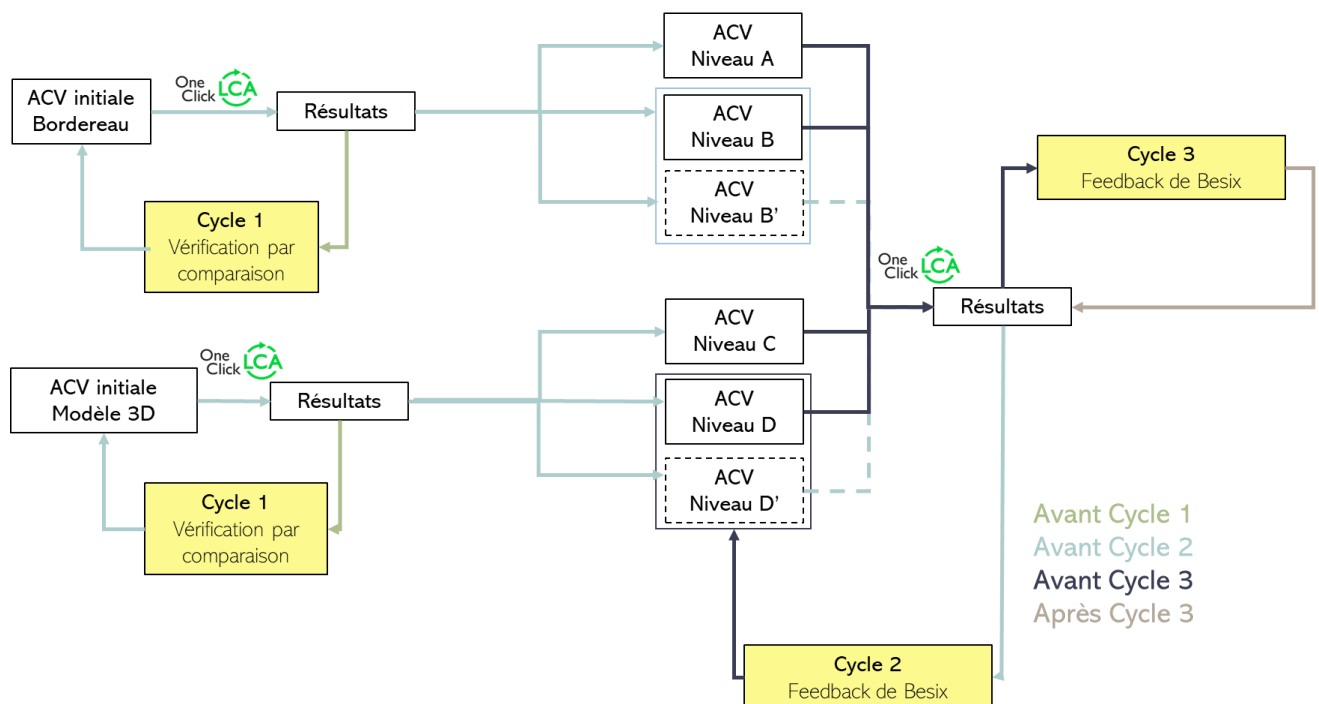 ACV initiale
Bordereau
One
Click LCA
Résultats
Cycle 1
Vérification par
comparaison
ACV
Niveau A
ACV
Niveau B
ACV
Niveau B’
Cycle 3
Feedback de Besix
One
Click LCA
Résultats
ACV initiale
Modèle 3D
One
Click LCA
Résultats
Cycle 1
Vérification par
comparaison
ACV
Niveau C
ACV
Niveau D
ACV
Niveau D’
Cycle 2
Feedback de Besix
Avant Cycle 1
Avant Cycle 2
Avant Cycle 3
Après Cycle 3